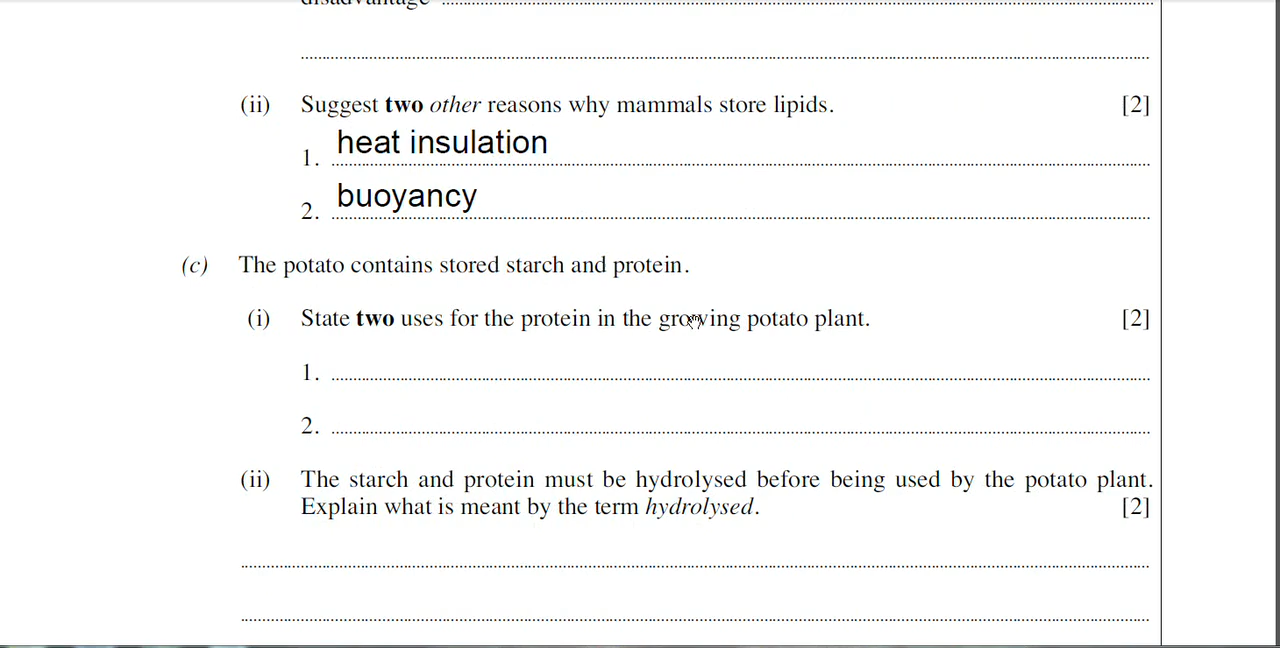 disadvantage
(ii) Suggest two other reasons why mammals store lipids. [2]
1. heat insulation
2. buoyancy
(c) The potato contains stored starch and protein.
(i) State two uses for the protein in the growing potato plant. [2]
1.
2.
(ii) The starch and protein must be hydrolysed before being used by the potato plant.
Explain what is meant by the term hydrolysed. [2]